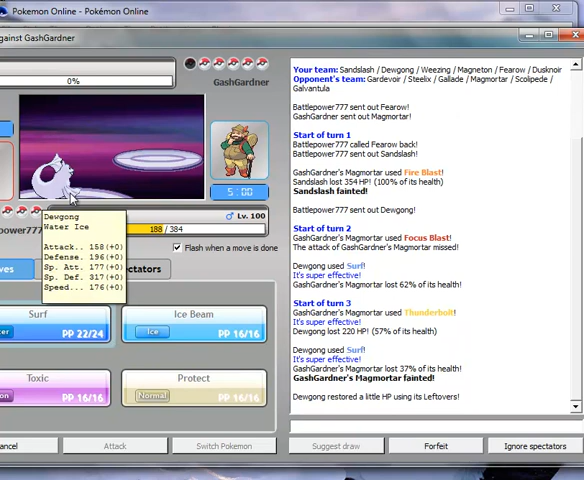 Pokemon Online - Pokémon Online
gainst GashGardner
0%
GashGardner
5 : 00
Dewgong
Water Ice
Attack.. 158(+0)
Defense. 196(+0)
Sp. Att. 177(+0)
Sp. Def. 317(+0)
Speed... 176(+0)
power777
Lv. 100
188 / 384
Flash when a move is done
ves
ectators
Surf
ter
PP 22/24
Ice Beam
Ice
PP 16/16
Toxic
on
PP 16/16
Protect
Normal
PP 16/16
ancel
Attack
Switch Pokemon
Your team: Sandslash / Dewgong / Weezing / Magneton / Fearow / Dusknoir
Opponent's team: Gardevoir / Steelix / Gallade / Magmortar / Scolipede /
Galvantula
Battlepower777 sent out Fearow!
GashGardner sent out Magmortar!
Start of turn 1
Battlepower777 called Fearow back!
Battlepower777 sent out Sandslash!
GashGardner's Magmortar used Fire Blast!
Sandslash lost 354 HP! (100% of its health)
Sandslash fainted!
Battlepower777 sent out Dewgong!
Start of turn 2
GashGardner's Magmortar used Focus Blast!
The attack of GashGardner's Magmortar missed!
Dewgong used Surf!
It's super effective!
GashGardner's Magmortar lost 62% of its health!
Start of turn 3
GashGardner's Magmortar used Thunderbolt!
It's super effective!
Dewgong lost 220 HP! (57% of its health)
Dewgong used Surf!
It's super effective!
GashGardner's Magmortar lost 37% of its health!
GashGardner's Magmortar fainted!
Dewgong restored a little HP using its Leftovers!
Suggest draw
Forfeit
Ignore spectators